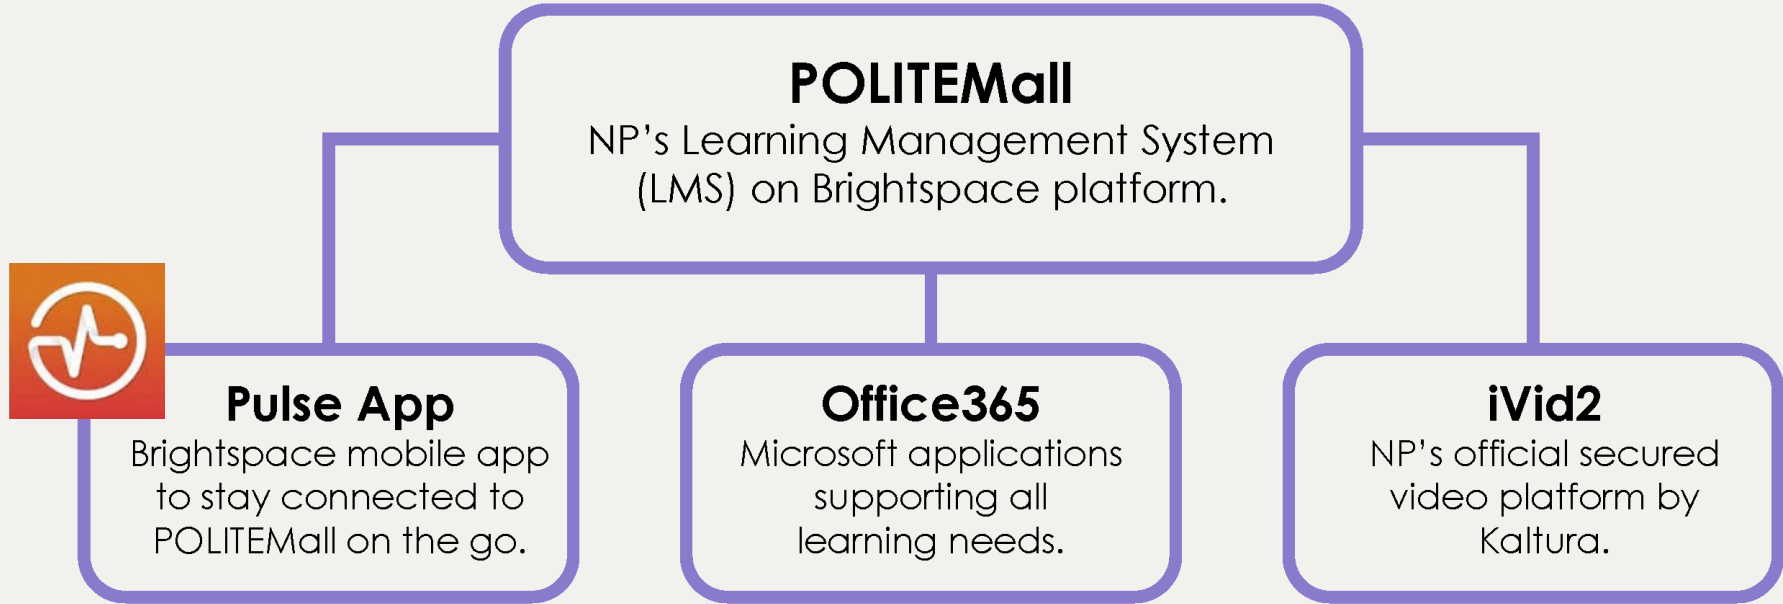 POLITEMall
NP's Learning Management System
(LMS) on Brightspace platform.
Pulse App
Brightspace mobile app
to stay connected to
POLITEMall on the go.
Office365
Microsoft applications
supporting all
learning needs.
iVid2
NP's official secured
video platform by
Kaltura.